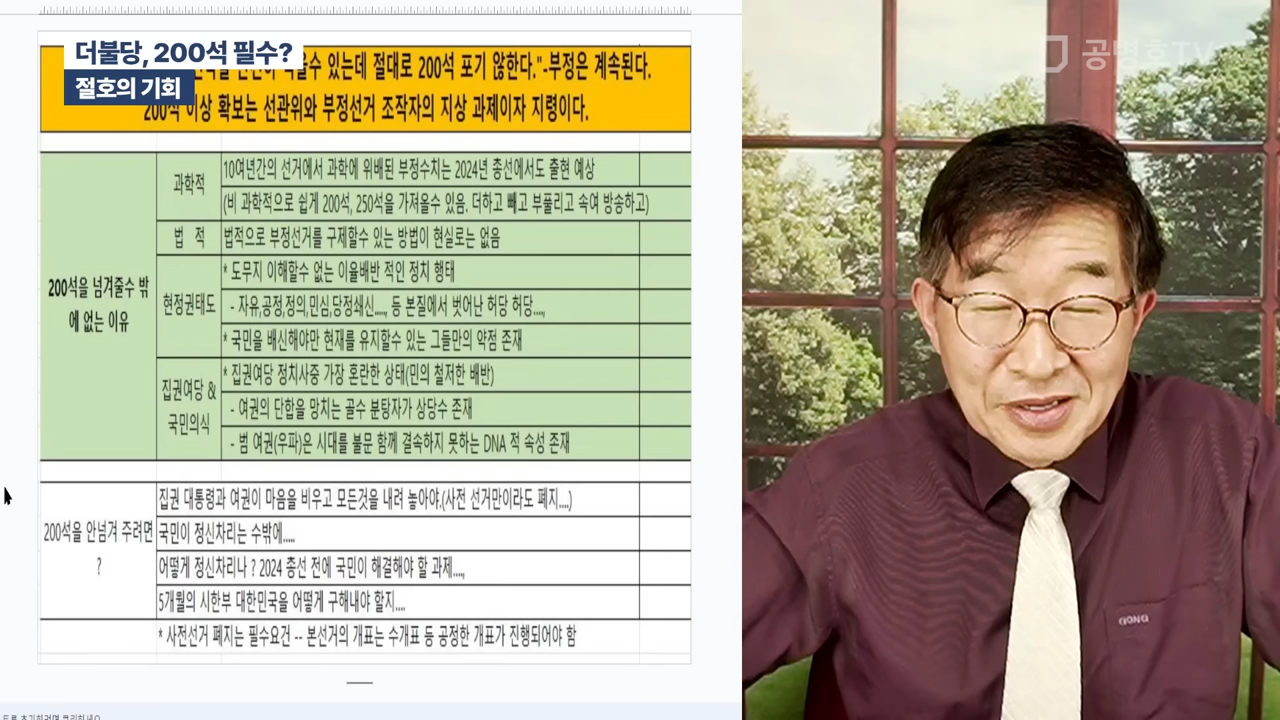 더불당, 200석 필수?
절호의 기회
있는데 절대로 200석 포기 않한다."-부정은 계속된다.
200석 이상 확보는 선관위와 부정선거 조작자의 지상 과제이자 지령이다.
200석을 넘겨줄수 밖
에 없는 이유
과학적
10여년간의 선거에서 과학에 위배된 부정수치는 2024년 총선에서도 출현 예상
(비 과학적으로 쉽게 200석, 250석을 가져올수 있음. 더하고 빼고 부풀리고 속여 방송하고)
법 적
법적으로 부정선거를 구제할수 있는 방법이 현실로는 없음
현정권태도
* 도무지 이해할수 없는 이율배반 적인 정치 행태
- 자유,공정,정의,민심,당정쇄신...., 등 본질에서 벗어난 허당 허당...,
* 국민을 배신해야만 현재를 유지할수 있는 그들만의 약점 존재
집권여당 &
국민의식
* 집권여당 정치사중 가장 혼란한 상태(민의 철저한 배반)
- 여권의 단합을 망치는 골수 분탕자가 상당수 존재
- 범 여권(우파)은 시대를 불문 함께 결속하지 못하는 DNA 적 속성 존재
200석을 안넘겨 주려면
?
집권 대통령과 여권이 마음을 비우고 모든것을 내려 놓아야.(사전 선거만이라도 폐지....)
국민이 정신차리는 수밖에.....
어떻게 정신차리나 ? 2024 총선 전에 국민이 해결해야 할 과제....,
5개월의 시한부 대한민국을 어떻게 구해내야 할지....
* 사전선거 폐지는 필수요건 -- 본선거의 개표는 수개표 등 공정한 개표가 진행되어야 함
공병호TV
GONG